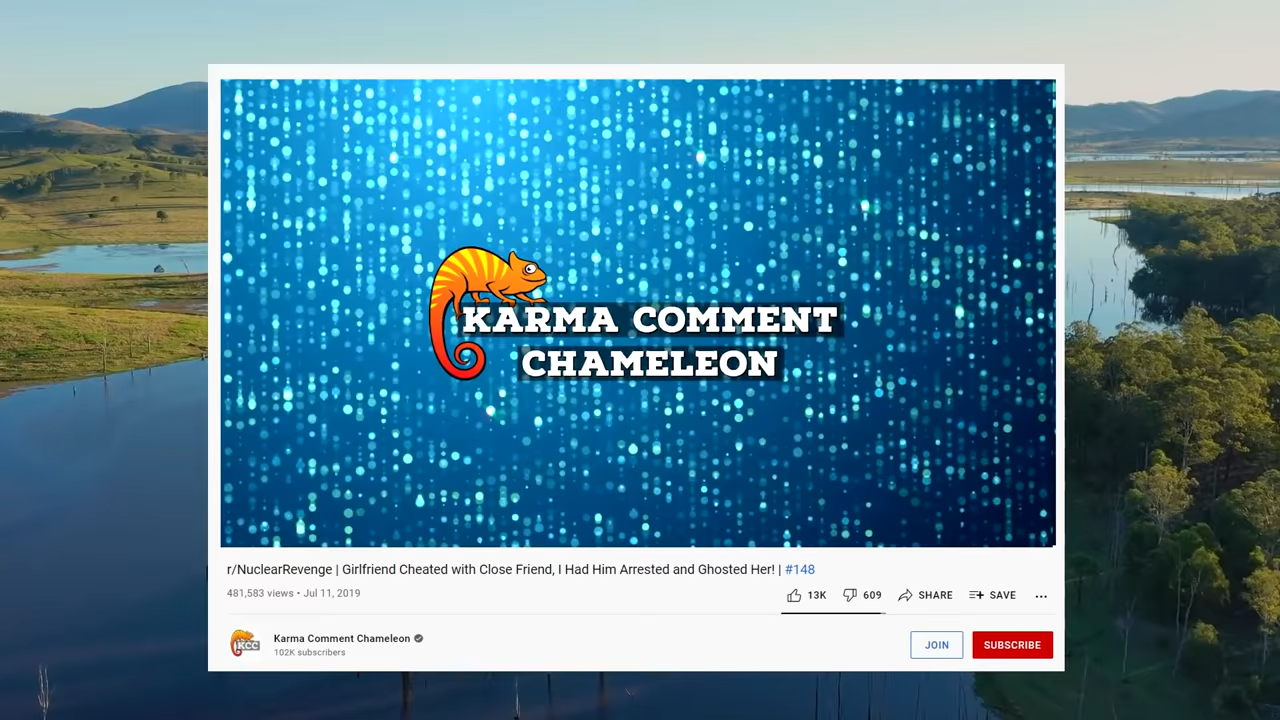 KARMA COMMENT
CHAMELEON
r/NuclearRevenge | Girlfriend Cheated with Close Friend, I Had Him Arrested and Ghosted Her! | #148
481,583 views • Jul 11, 2019
13K 609 SHARE SAVE
KCC
Karma Comment Chameleon
102K subscribers
JOIN SUBSCRIBE